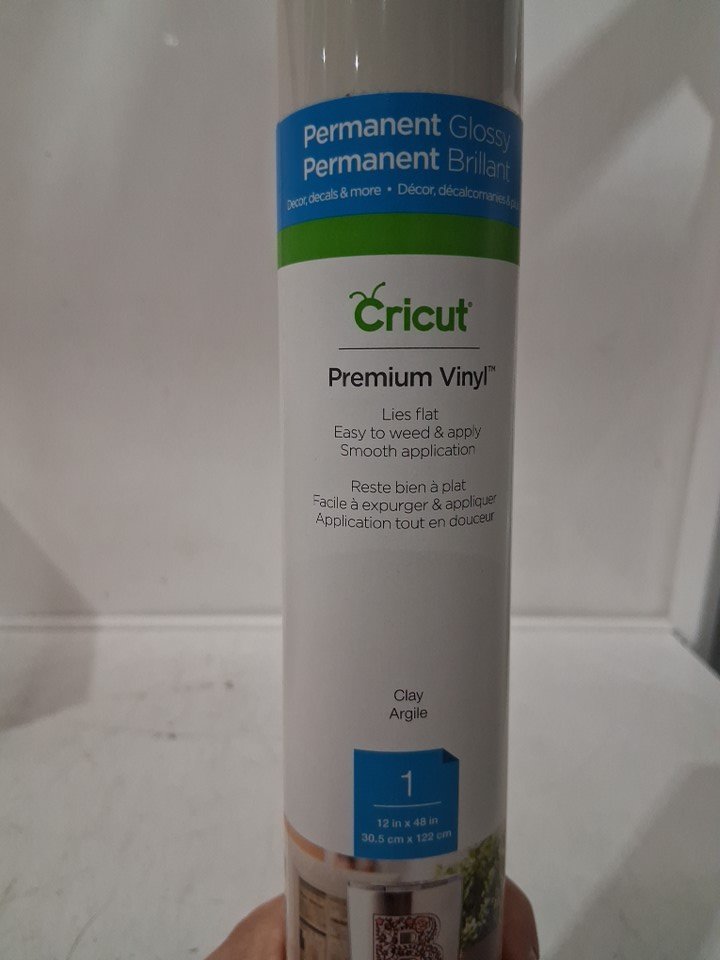 Permanent Glossy
Permanent Brillant
Decor, decals & more • Décor, décalcomanies &
Cricut®
Premium Vinyl™
Lies flat
Easy to weed & apply
Smooth application
Reste bien à plat
Facile à expurger & appliquer
Application tout en douceur
Clay
Argile
1
12 in x 48 in
30.5 cm x 122 cm